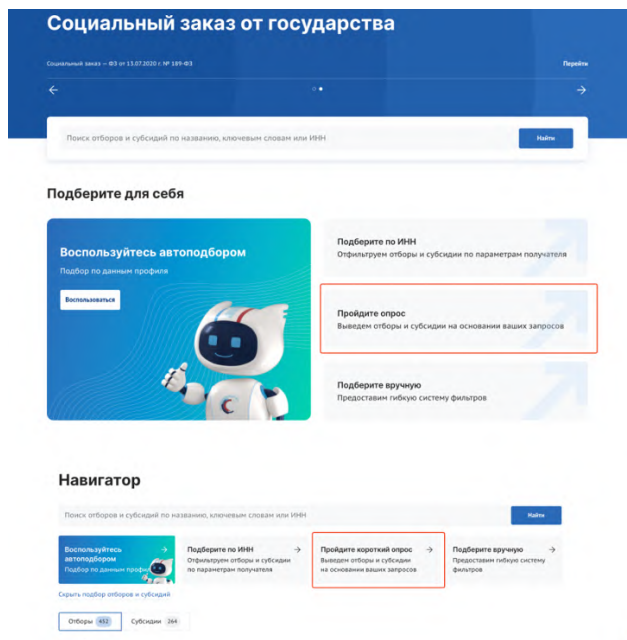 Социальный заказ от государства
Социальный заказ — ФЗ от 13.07.2020 г. № 189-ФЗ
Перейти
Поиск отборов и субсидий по названию, ключевым словам или ИНН
Найти
Подберите для себя
Воспользуйтесь автоподбором
Подбор по данным профиля
Воспользоваться
Подберите по ИНН
Отфильтруем отборы и субсидии по параметрам получателя
Пройдите опрос
Выведем отборы и субсидии на основании ваших запросов
Подберите вручную
Предоставим гибкую систему фильтров
Навигатор
Поиск отборов и субсидий по названию, ключевым словам или ИНН
Найти
Воспользуйтесь
автоподбором
Подбор по данным профи
Подберите по ИНН
Отфильтруем отборы и субсидии
по параметрам получателя
Пройдите короткий опрос
Выведем отборы и субсидии
на основании ваших запросов
Подберите вручную
Предоставим гибкую систему
фильтров
Скрыть подбор отборов и субсидий
Отборы 452
Субсидии 264